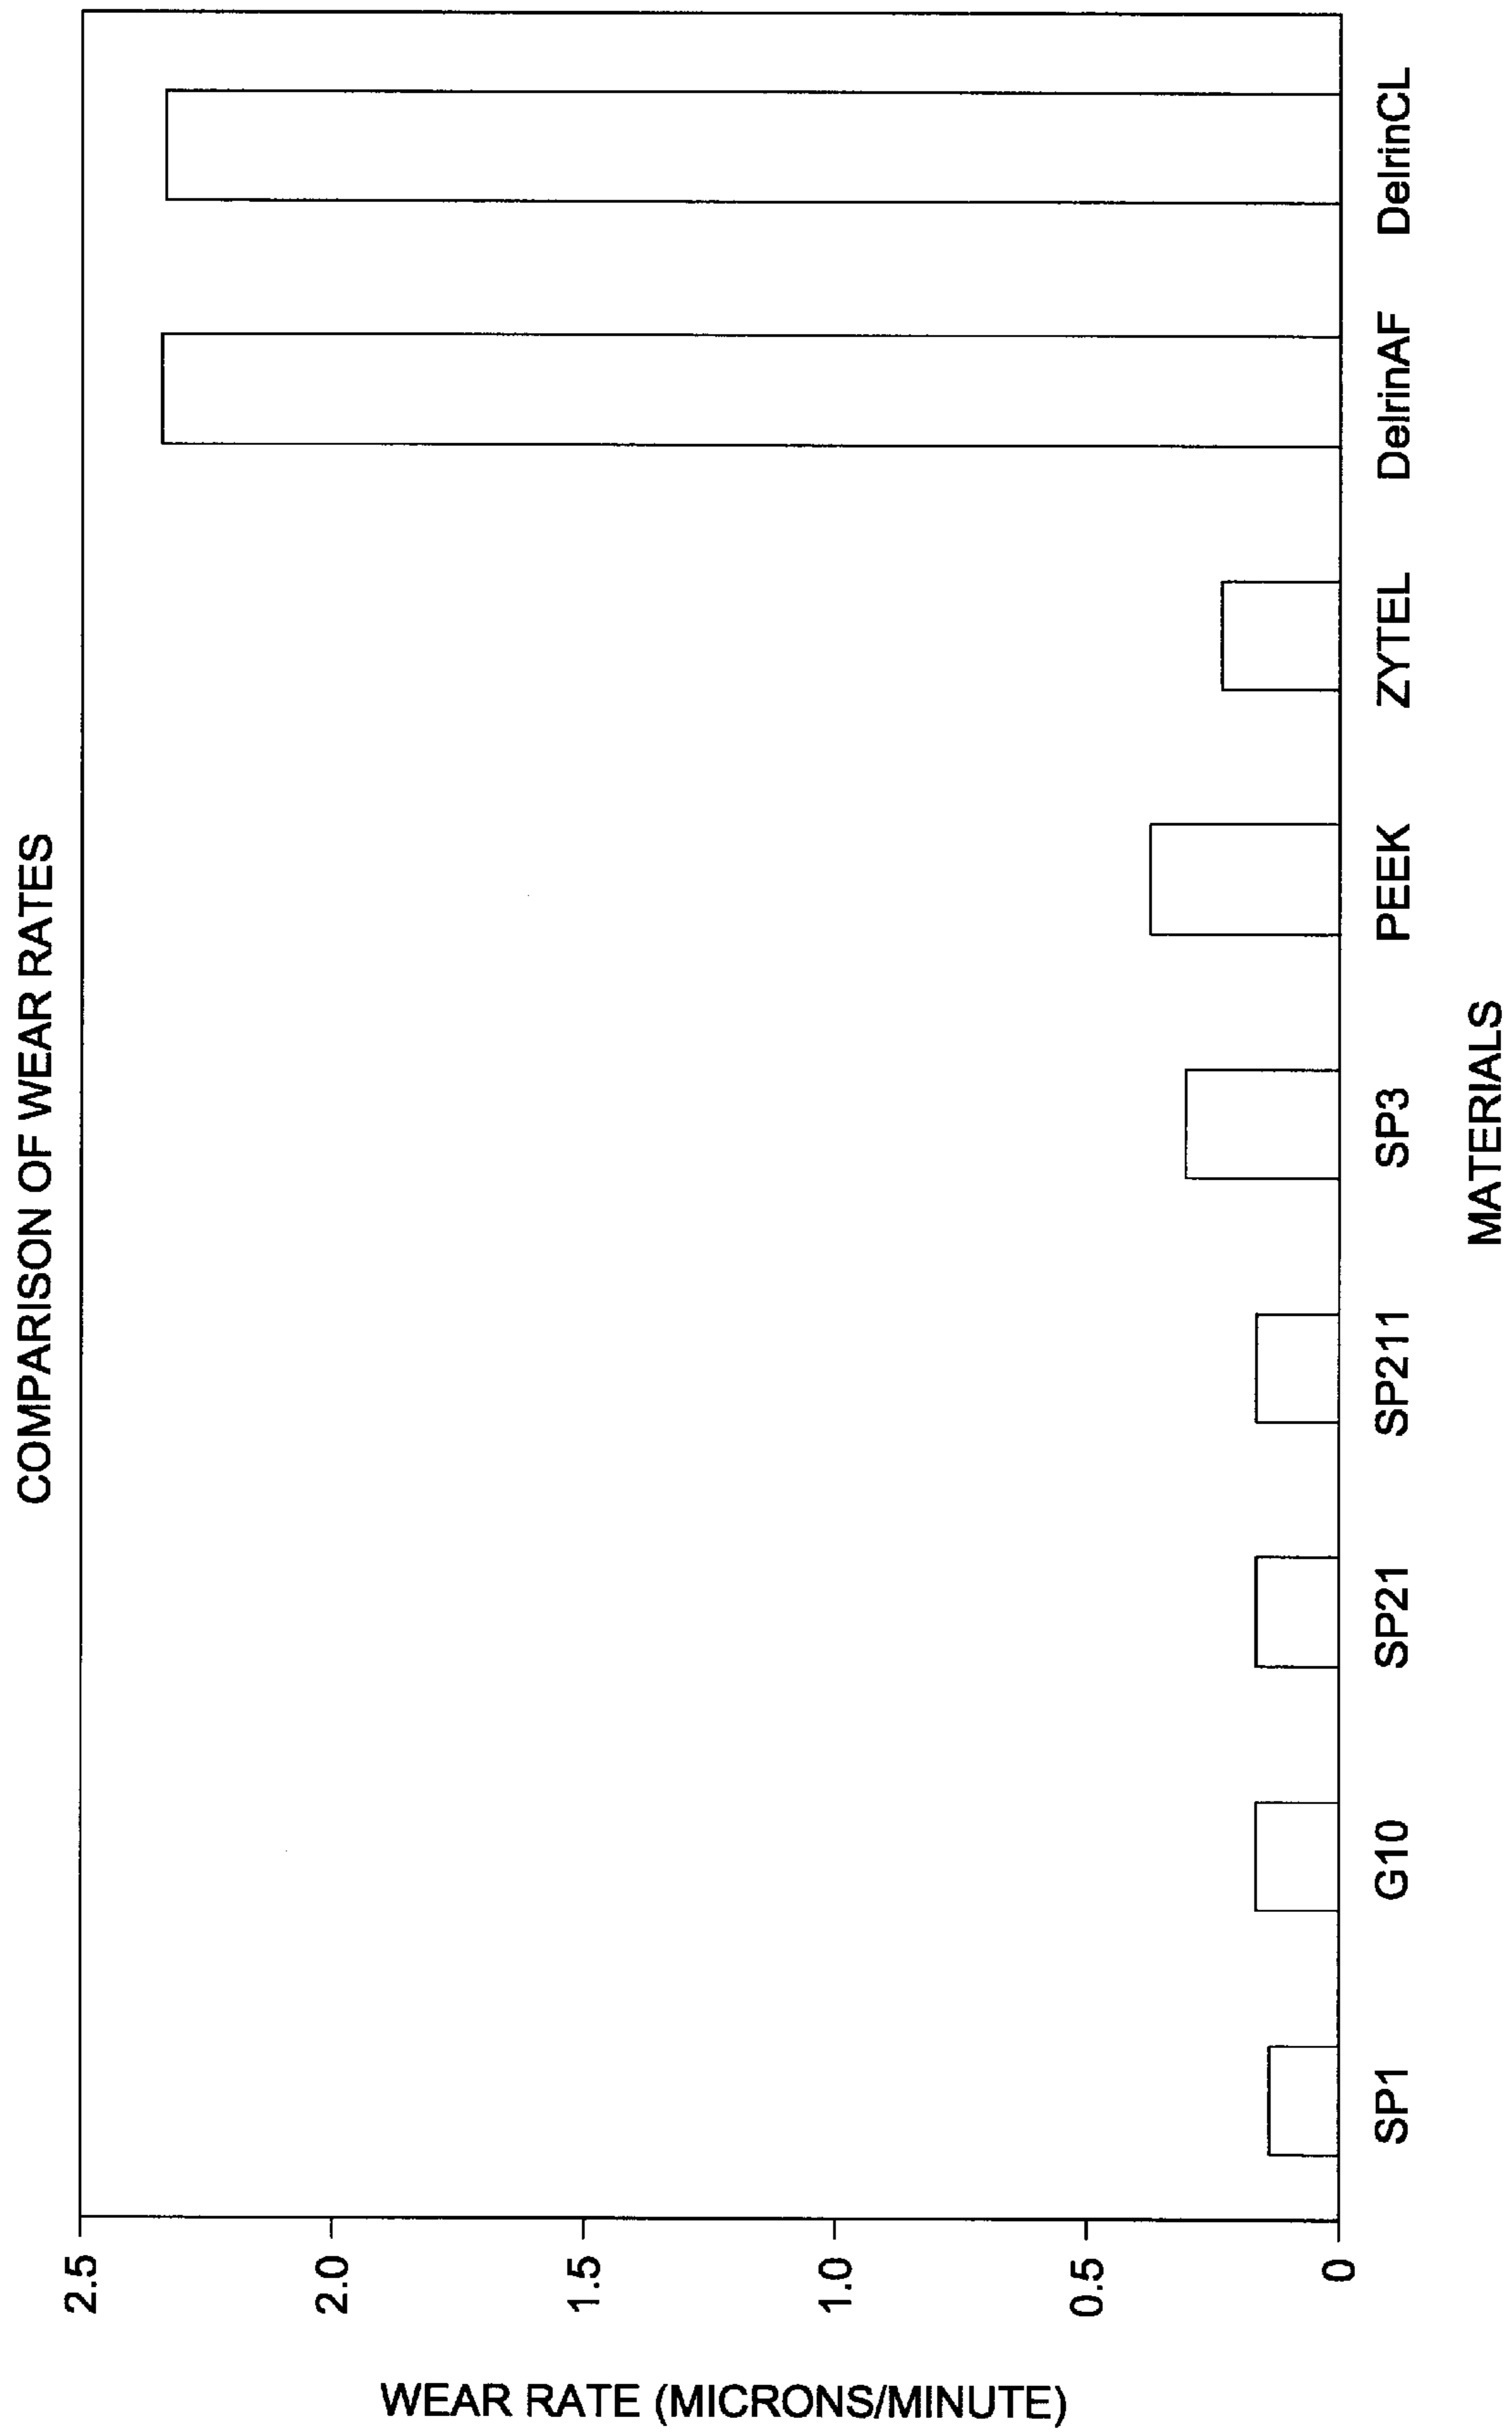 COMPARISON OF WEAR RATES
WEAR RATE (MICRONS/MINUTE)
2.5
2.0
1.5
1.0
0.5
0
SP1
G10
SP21
SP211
SP3
PEEK
ZYTEL
DelrinAF
DelrinCL
MATERIALS